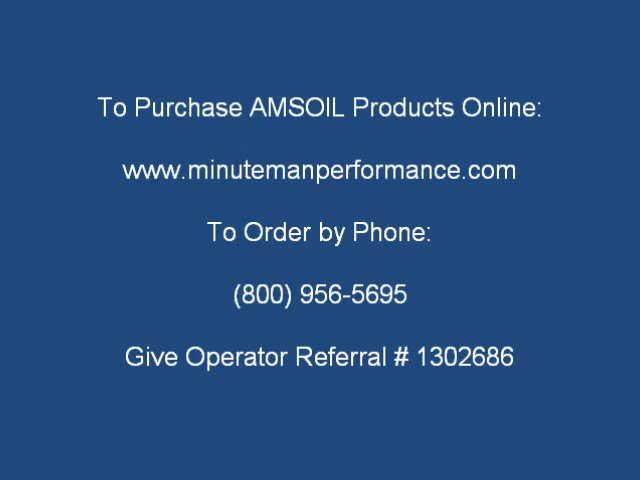 To Purchase AMSOIL Products Online:
www.minutemanperformance.com
To Order by Phone:
(800) 956-5695
Give Operator Referral # 1302686